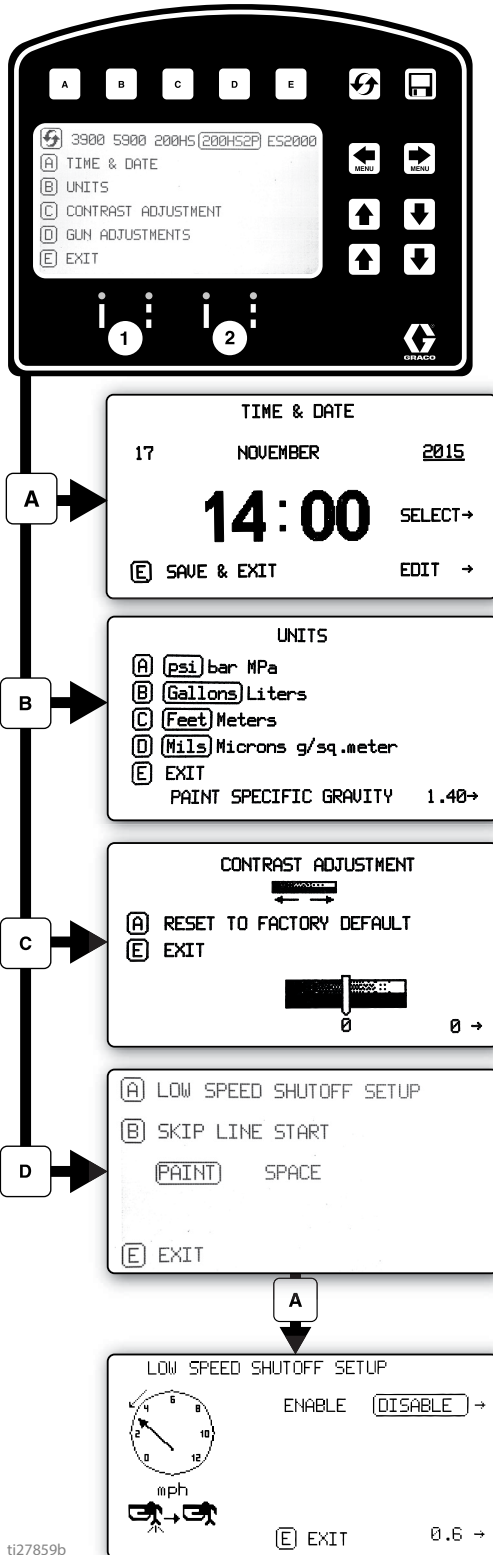 A B C D E
3900 5900 200HS 200HS2P ES2000
A TIME & DATE
B UNITS
C CONTRAST ADJUSTMENT
D GUN ADJUSTMENTS
E EXIT
MENU MENU
1 2
GRACO
A
TIME & DATE
17 NOVEMBER 2015
14:00
SELECT→
E SAVE & EXIT EDIT →
B
UNITS
A psi bar MPa
B Gallons Liters
C Feet Meters
D Mils Microns g/sq.meter
E EXIT
PAINT SPECIFIC GRAVITY 1.40→
C
CONTRAST ADJUSTMENT
A RESET TO FACTORY DEFAULT
E EXIT
0 0 →
D
A LOW SPEED SHUTOFF SETUP
B SKIP LINE START
PAINT SPACE
E EXIT
A
LOW SPEED SHUTOFF SETUP
ENABLE DISABLE →
0 2 4 6 8 10 12
mph
E EXIT 0.6 →
ti27859b